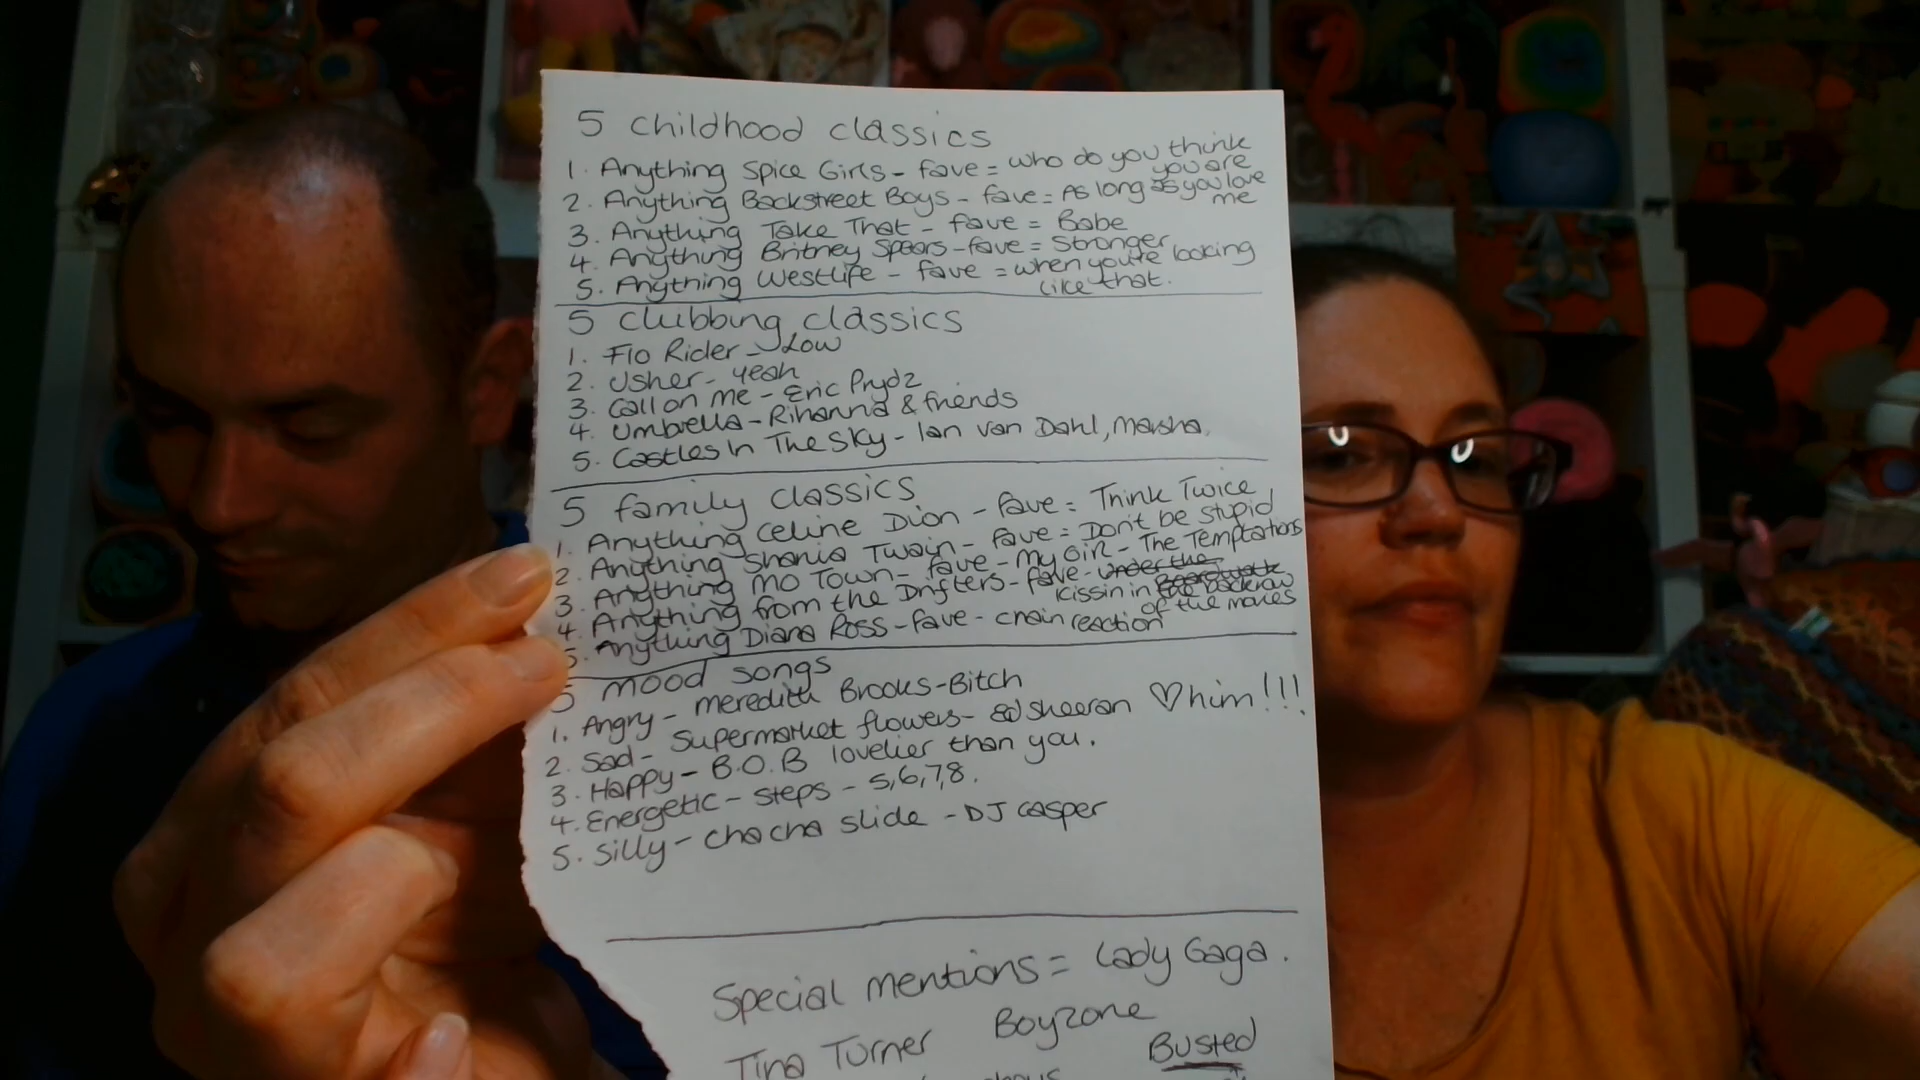 5 childhood classics
1. Anything Spice Girls - fave = who do you think you are
2. Anything Backstreet Boys - fave = As long as you love me
3. Anything Take That - fave = Babe
4. Anything Britney Spears - fave = Stronger
5. Anything Westlife - fave = when you're looking like that.
5 clubbing classics
1. Flo Rider - Low
2. Usher - yeah
3. Call on me - Eric Prydz
4. Umbrella - Rihanna & friends
5. Castles In The Sky - Ian van Dahl, Marsha.
5 family classics
1. Anything Celine Dion - fave = Think Twice
2. Anything Shania Twain - fave = Don't be stupid
3. Anything Mo Town - fave - My Girl - The Temptations
4. Anything from the Drifters - fave - under the Boardwalk Kissin in the back row of the movies
5. Anything Diana Ross - fave - chain reaction
5 mood songs
1. Angry - meredith Brooks - Bitch
2. Sad - Supermarket flowers - Ed Sheeran ♡ him!!!
3. Happy - B.O.B lovelier than you.
4. Energetic - Steps - 5,6,7,8.
5. Silly - cha cha slide - DJ casper
Special mentions = Lady Gaga.
Tina Turner Boyzone Busted